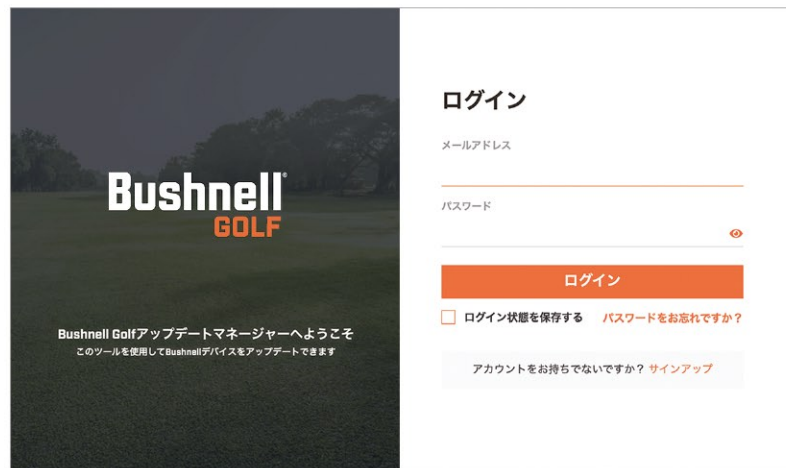 Bushnell®
GOLF
Bushnell Golfアップデートマネージャーへようこそ
このツールを使用してBushnellデバイスをアップデートできます
ログイン
メールアドレス
パスワード
ログイン
ログイン状態を保存する パスワードをお忘れですか?
アカウントをお持ちでないですか? サインアップ